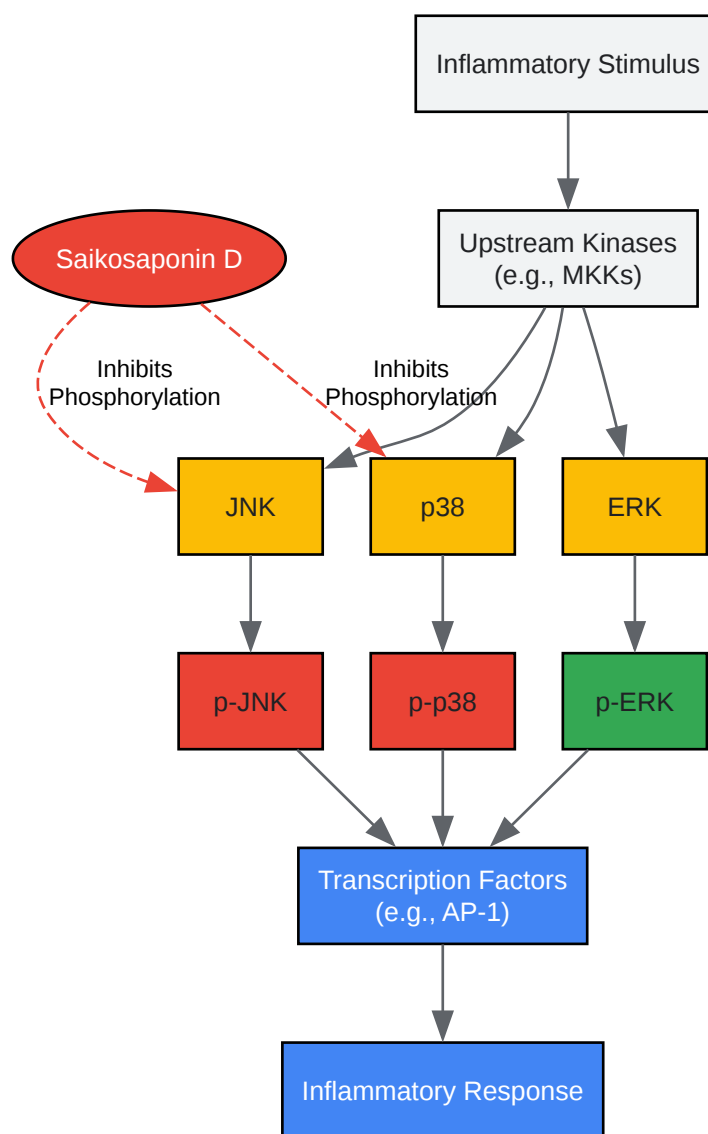 Inflammatory Stimulus
Saikosaponin D
Upstream Kinases
(e.g., MKKs)
Inhibits
Phosphorylation
Inhibits
Phosphorylation
JNK
p38
ERK
p-JNK
p-p38
p-ERK
Transcription Factors
(e.g., AP-1)
Inflammatory Response